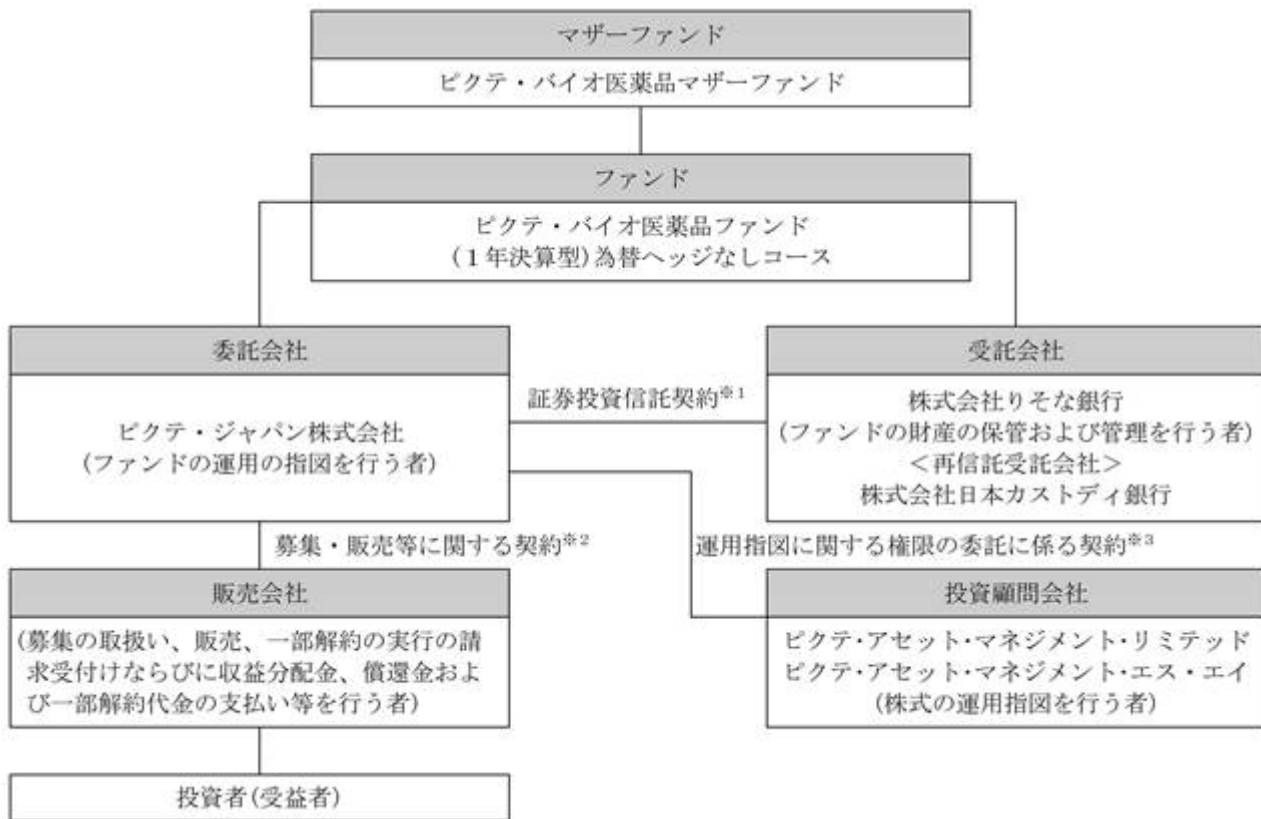 マザーファンド
ピクテ・バイオ医薬品マザーファンド
ファンド
ピクテ・バイオ医薬品ファンド
(1年決算型)為替ヘッジなしコース
委託会社
ピクテ・ジャパン株式会社
(ファンドの運用の指図を行う者)
証券投資信託契約※1
受託会社
株式会社りそな銀行
(ファンドの財産の保管および管理を行う者)
<再信託受託会社>
株式会社日本カストディ銀行
募集・販売等に関する契約※2
運用指図に関する権限の委託に係る契約※3
販売会社
(募集の取扱い、販売、一部解約の実行の請
求受付けならびに収益分配金、償還金およ
び一部解約代金の支払い等を行う者)
投資顧問会社
ピクテ・アセット・マネジメント・リミテッド
ピクテ・アセット・マネジメント・エス・エイ
(株式の運用指図を行う者)
投資者(受益者)